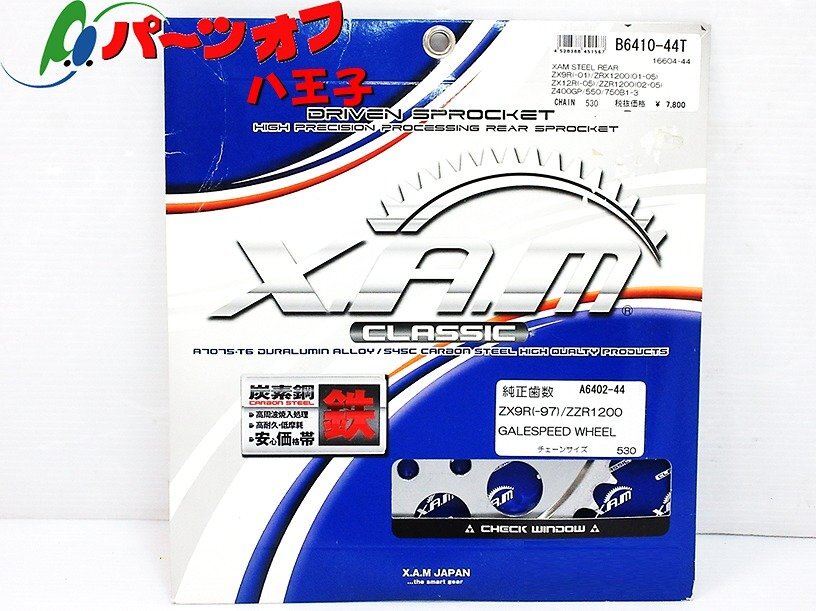 パーツオフ
八王子
4520388 451567
B6410-44T
16604-44
XAM STEEL REAR
ZX9R(-01)/ZRX1200(01-05)
ZX12R(-05)/ZZR1200(02-05)
Z400GP/550/750B1-3
CHAIN 530 税抜価格 ¥ 7,800
DRIVEN SPROCKET
HIGH PRECISION PROCESSING REAR SPROCKET
X.A.M®
CLASSIC
A7075-T6 DURALUMIN ALLOY/S45C CARBON STEEL HIGH QUALTY PRODUCTS
炭素鋼
CARBON STEEL
高周波焼入処理
高耐久・低摩耗
安心価格帯
鉄
純正歯数 A6402-44
ZX9R(-97)/ZZR1200
GALESPEED WHEEL
チェーンサイズ 530
X.A.M
X.A.M
X.A.M
CHECK WINDOW
X.A.M JAPAN
...the smart gear